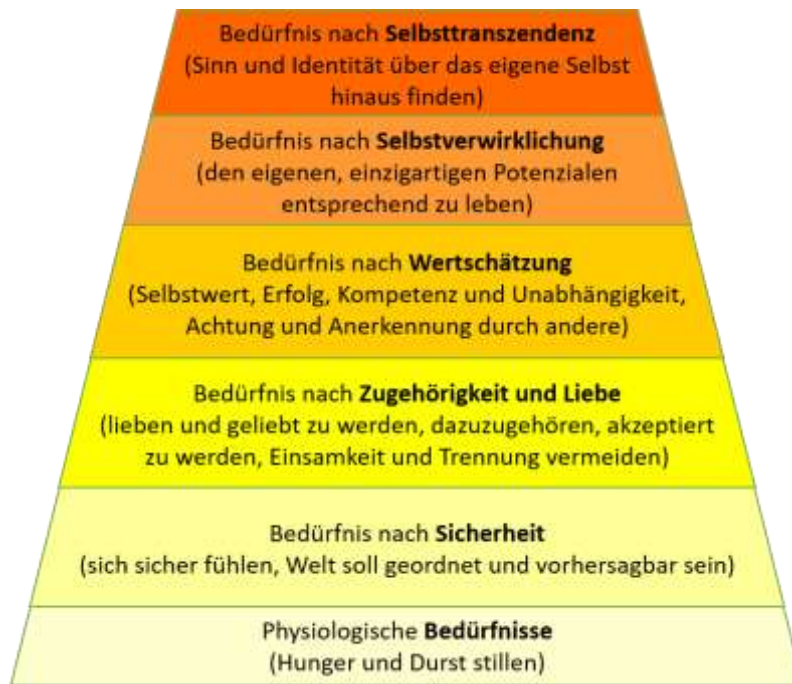 Bedürfnis nach Selbsttranszendenz
(Sinn und Identität über das eigene Selbst
hinaus finden)
Bedürfnis nach Selbstverwirklichung
(den eigenen, einzigartigen Potenzialen
entsprechend zu leben)
Bedürfnis nach Wertschätzung
(Selbstwert, Erfolg, Kompetenz und Unabhängigkeit,
Achtung und Anerkennung durch andere)
Bedürfnis nach Zugehörigkeit und Liebe
(lieben und geliebt zu werden, dazuzugehören, akzeptiert
zu werden, Einsamkeit und Trennung vermeiden)
Bedürfnis nach Sicherheit
(sich sicher fühlen, Welt soll geordnet und vorhersagbar sein)
Physiologische Bedürfnisse
(Hunger und Durst stillen)